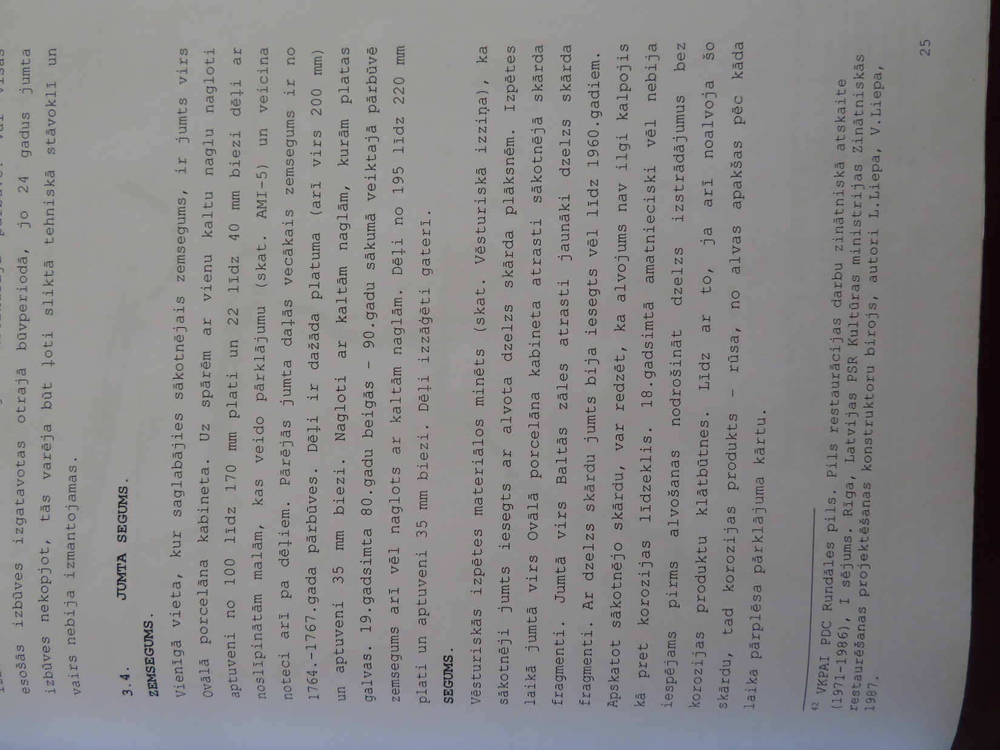 esošās izbūves izgatavotas otrajā būvperiodā, jo 24 gadus jumta
izbūves nekopjot, tās varēja būt ļoti sliktā tehniskā stāvoklī un
vairs nebija izmantojamas.
3.4. JUMTA SEGUMS.
ZEMSEGUMS.
Vienīgā vieta, kur saglabājies sākotnējais zemsegums, ir jumts virs
Ovālā porcelāna kabineta. Uz spārēm ar vienu kaltu naglu nagloti
aptuveni no 100 līdz 170 mm plati un 22 līdz 40 mm biezi dēļi ar
noslīpinātām malām, kas veido pārklājumu (skat. AMI-5) un veicina
noteci arī pa dēļiem. Pārējās jumta daļās vecākais zemsegums ir no
1764.-1767.gada pārbūves. Dēļi ir dažāda platuma (arī virs 200 mm)
un aptuveni 35 mm biezi. Nagloti ar kaltām naglām, kurām platas
galvas. 19.gadsimta 80.gadu beigās – 90.gadu sākumā veiktajā pārbūvē
zemsegums arī vēl naglots ar kaltām naglām. Dēļi no 195 līdz 220 mm
plati un aptuveni 35 mm biezi. Dēļi izzāģēti gaterī.
SEGUMS.
Vēsturiskās izpētes materiālos minēts (skat. Vēsturiskā izziņa), ka
sākotnēji jumts iesegts ar alvota dzelzs skārda plāksnēm. Izpētes
laikā jumtā virs Ovālā porcelāna kabineta atrasti sākotnējā skārda
fragmenti. Jumtā virs Baltās zāles atrasti jaunāki dzelzs skārda
fragmenti. Ar dzelzs skārdu jumts bija iesegts vēl līdz 1960.gadiem.
Apskatot sākotnējo skārdu, var redzēt, ka alvojums nav ilgi kalpojis
kā pret korozijas līdzeklis. 18.gadsimtā amatnieciski vēl nebija
iespējams pirms alvošanas nodrošināt dzelzs izstrādājumus bez
korozijas produktu klātbūtnes. Līdz ar to, ja arī noalvoja šo
skārdu, tad korozijas produkts – rūsa, no alvas apakšas pēc kāda
laika pārplēsa pārklājuma kārtu.
42 VKPAI PDC Rundāles pils. Pils restaurācijas darbu zinātniskā atskaite
(1971-1986), I sējums. Rīga, Latvijas PSR Kultūras ministrijas Zinātniskās
restaurēšanas projektēšanas konstruktoru birojs, autori L.Liepa, V.Liepa,
1987.
25